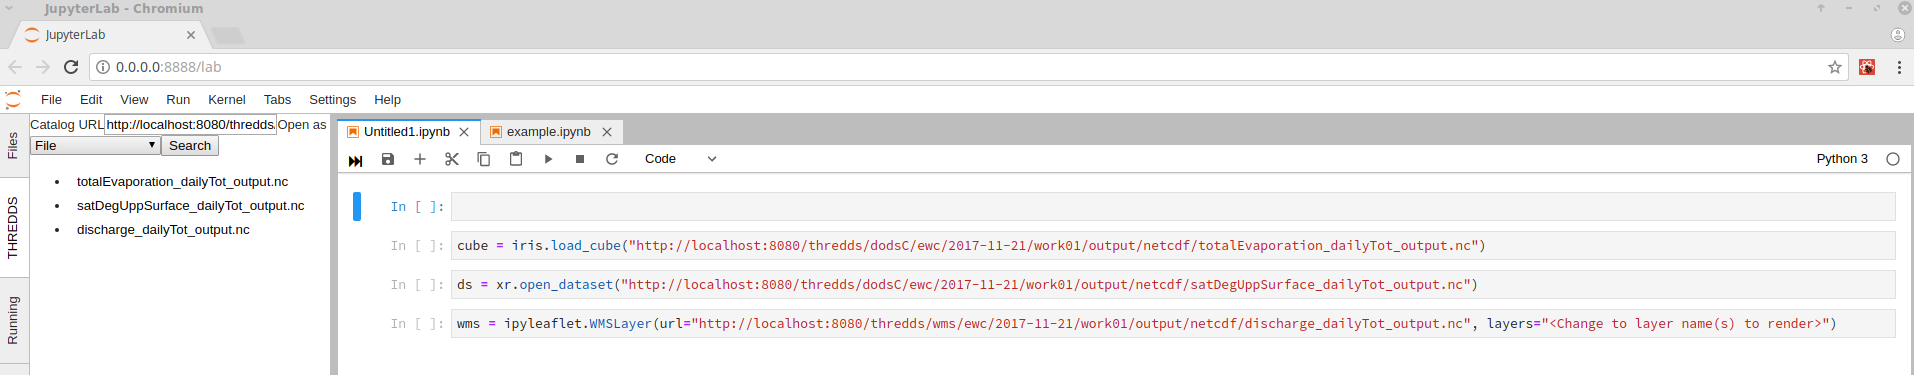 JupyterLab - Chromium
JupyterLab
0.0.0.0:8888/lab
File Edit View Run Kernel Tabs Settings Help
Files
THREDDS
Running
Catalog URL http://localhost:8080/thredds/ Open as
File Search
• totalEvaporation_dailyTot_output.nc
• satDegUppSurface_dailyTot_output.nc
• discharge_dailyTot_output.nc
Untitled1.ipynb example.ipynb
Code Python 3
In [ ]:
In [ ]: cube = iris.load_cube("http://localhost:8080/thredds/dodsC/ewc/2017-11-21/work01/output/netcdf/totalEvaporation_dailyTot_output.nc")
In [ ]: ds = xr.open_dataset("http://localhost:8080/thredds/dodsC/ewc/2017-11-21/work01/output/netcdf/satDegUppSurface_dailyTot_output.nc")
In [ ]: wms = ipyleaflet.WMSLayer(url="http://localhost:8080/thredds/wms/ewc/2017-11-21/work01/output/netcdf/discharge_dailyTot_output.nc", layers="<Change to layer name(s) to render>")